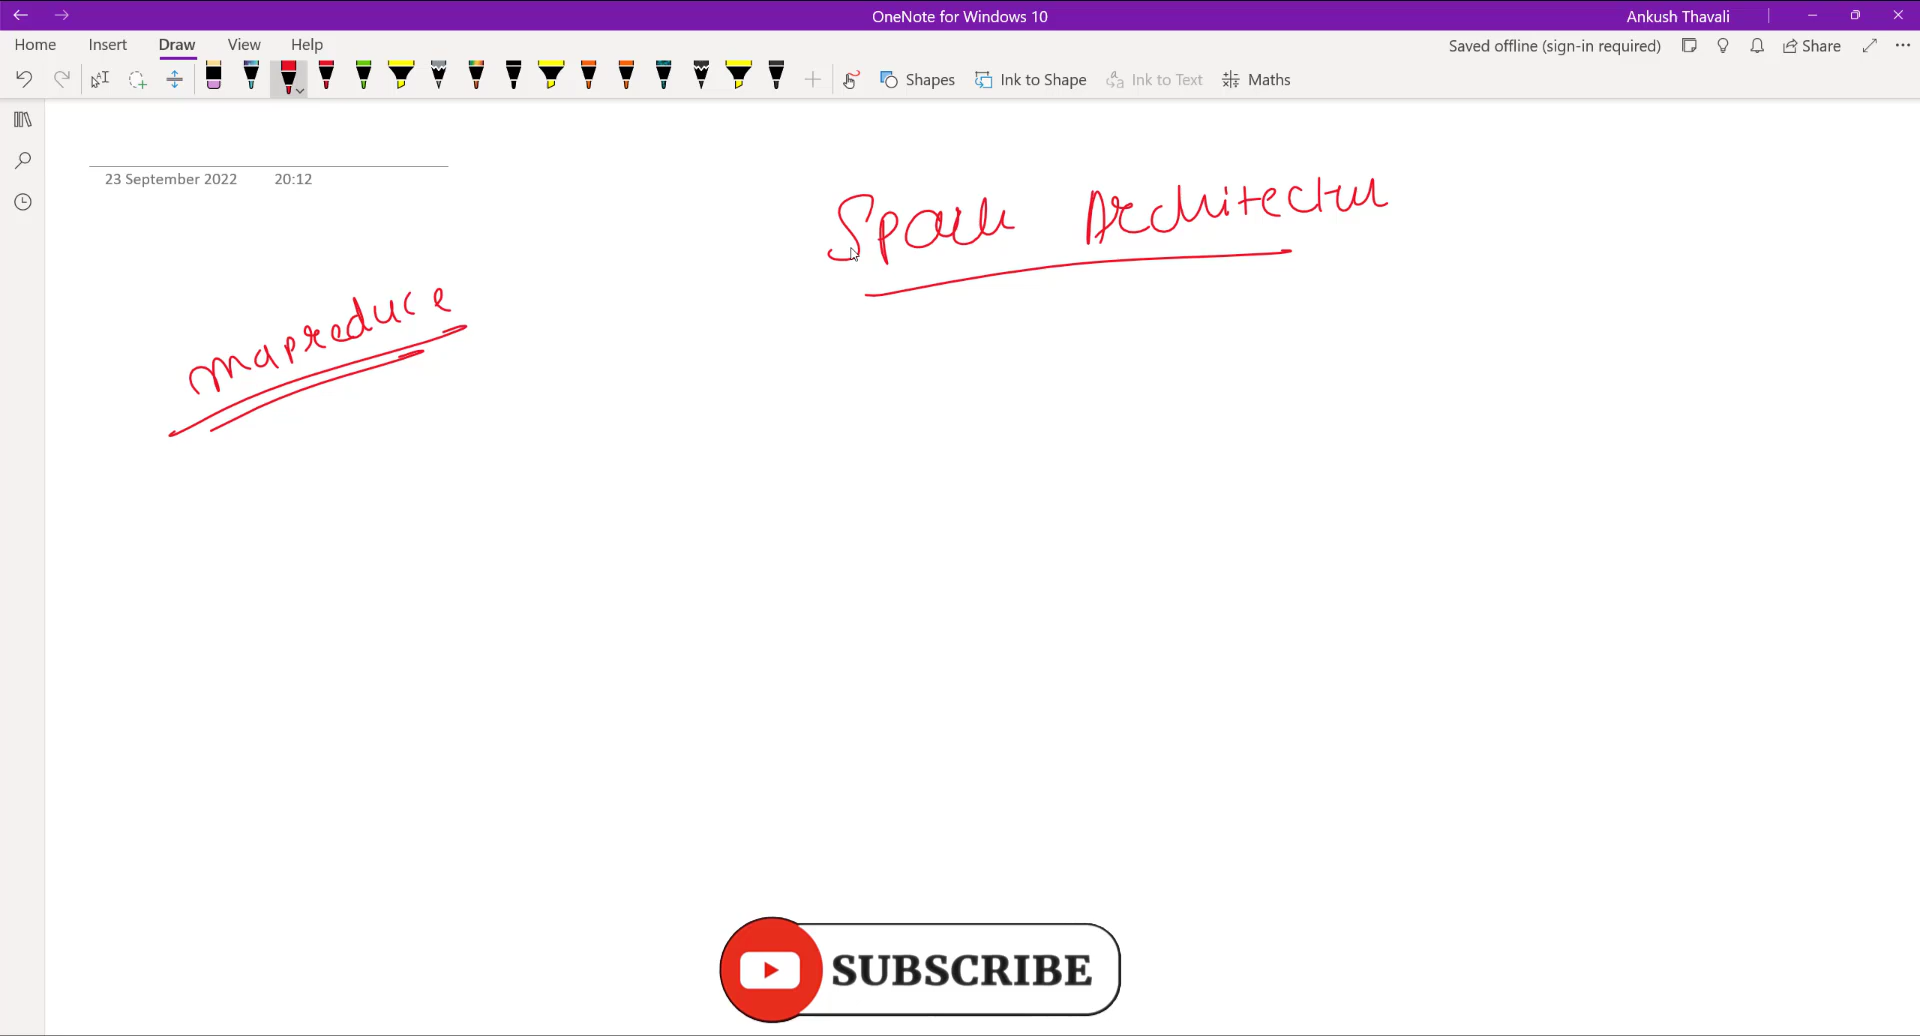 OneNote for Windows 10
Ankush Thavali
Home Insert Draw View Help
Saved offline (sign-in required) Share
Shapes Ink to Shape Ink to Text Maths
23 September 2022 20:12
Spark Architectur
mapreduce
SUBSCRIBE